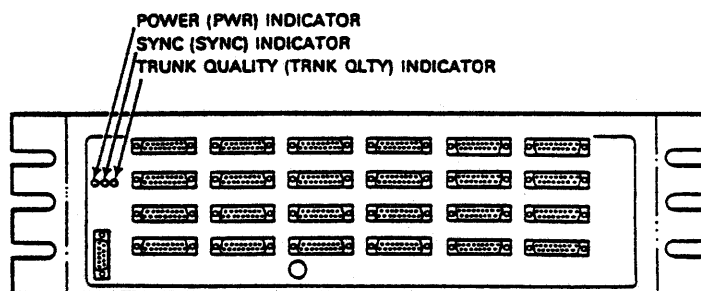 POWER (PWR) INDICATOR
SYNC (SYNC) INDICATOR
TRUNK QUALITY (TRNK QLTY) INDICATOR